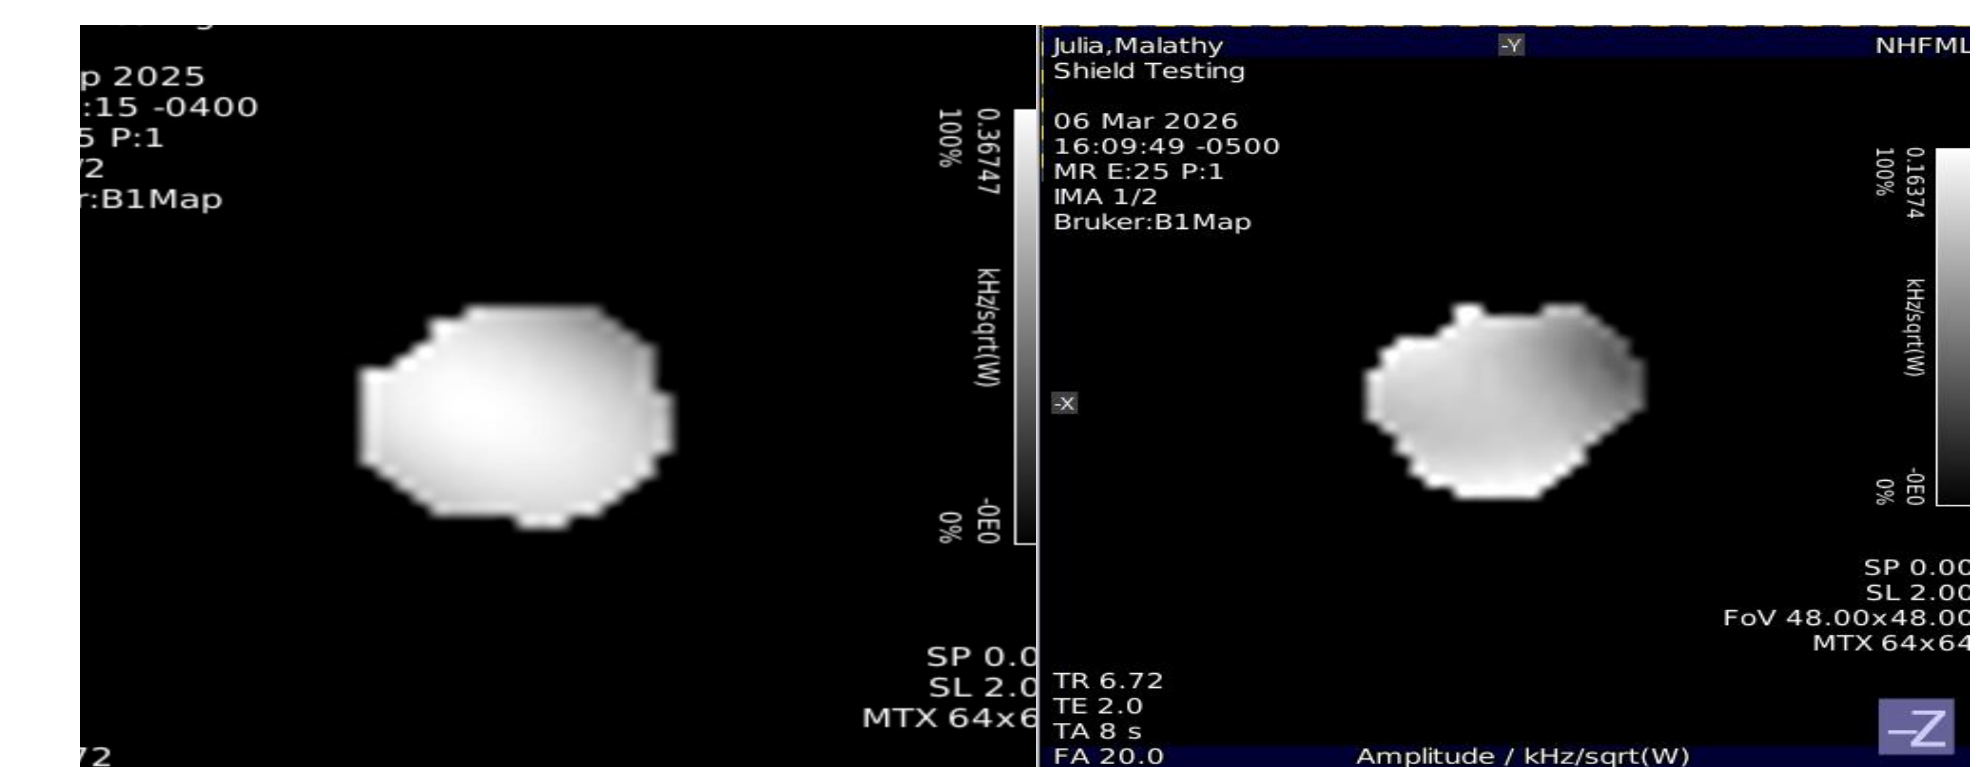 p 2025
:15 -0400
5 P:1
/2
r:B1Map
0.36747
100%
kHz/sqrt(W)
-0E0
0%
SP 0.0
SL 2.0
MTX 64x6
72
Julia,Malathy
Shield Testing
-Y
NHFML
06 Mar 2026
16:09:49 -0500
MR E:25 P:1
IMA 1/2
Bruker:B1Map
0.16374
100%
kHz/sqrt(W)
-0E0
0%
-X
SP 0.00
SL 2.00
FoV 48.00x48.00
MTX 64x64
TR 6.72
TE 2.0
TA 8 s
FA 20.0
Amplitude / kHz/sqrt(W)
-Z